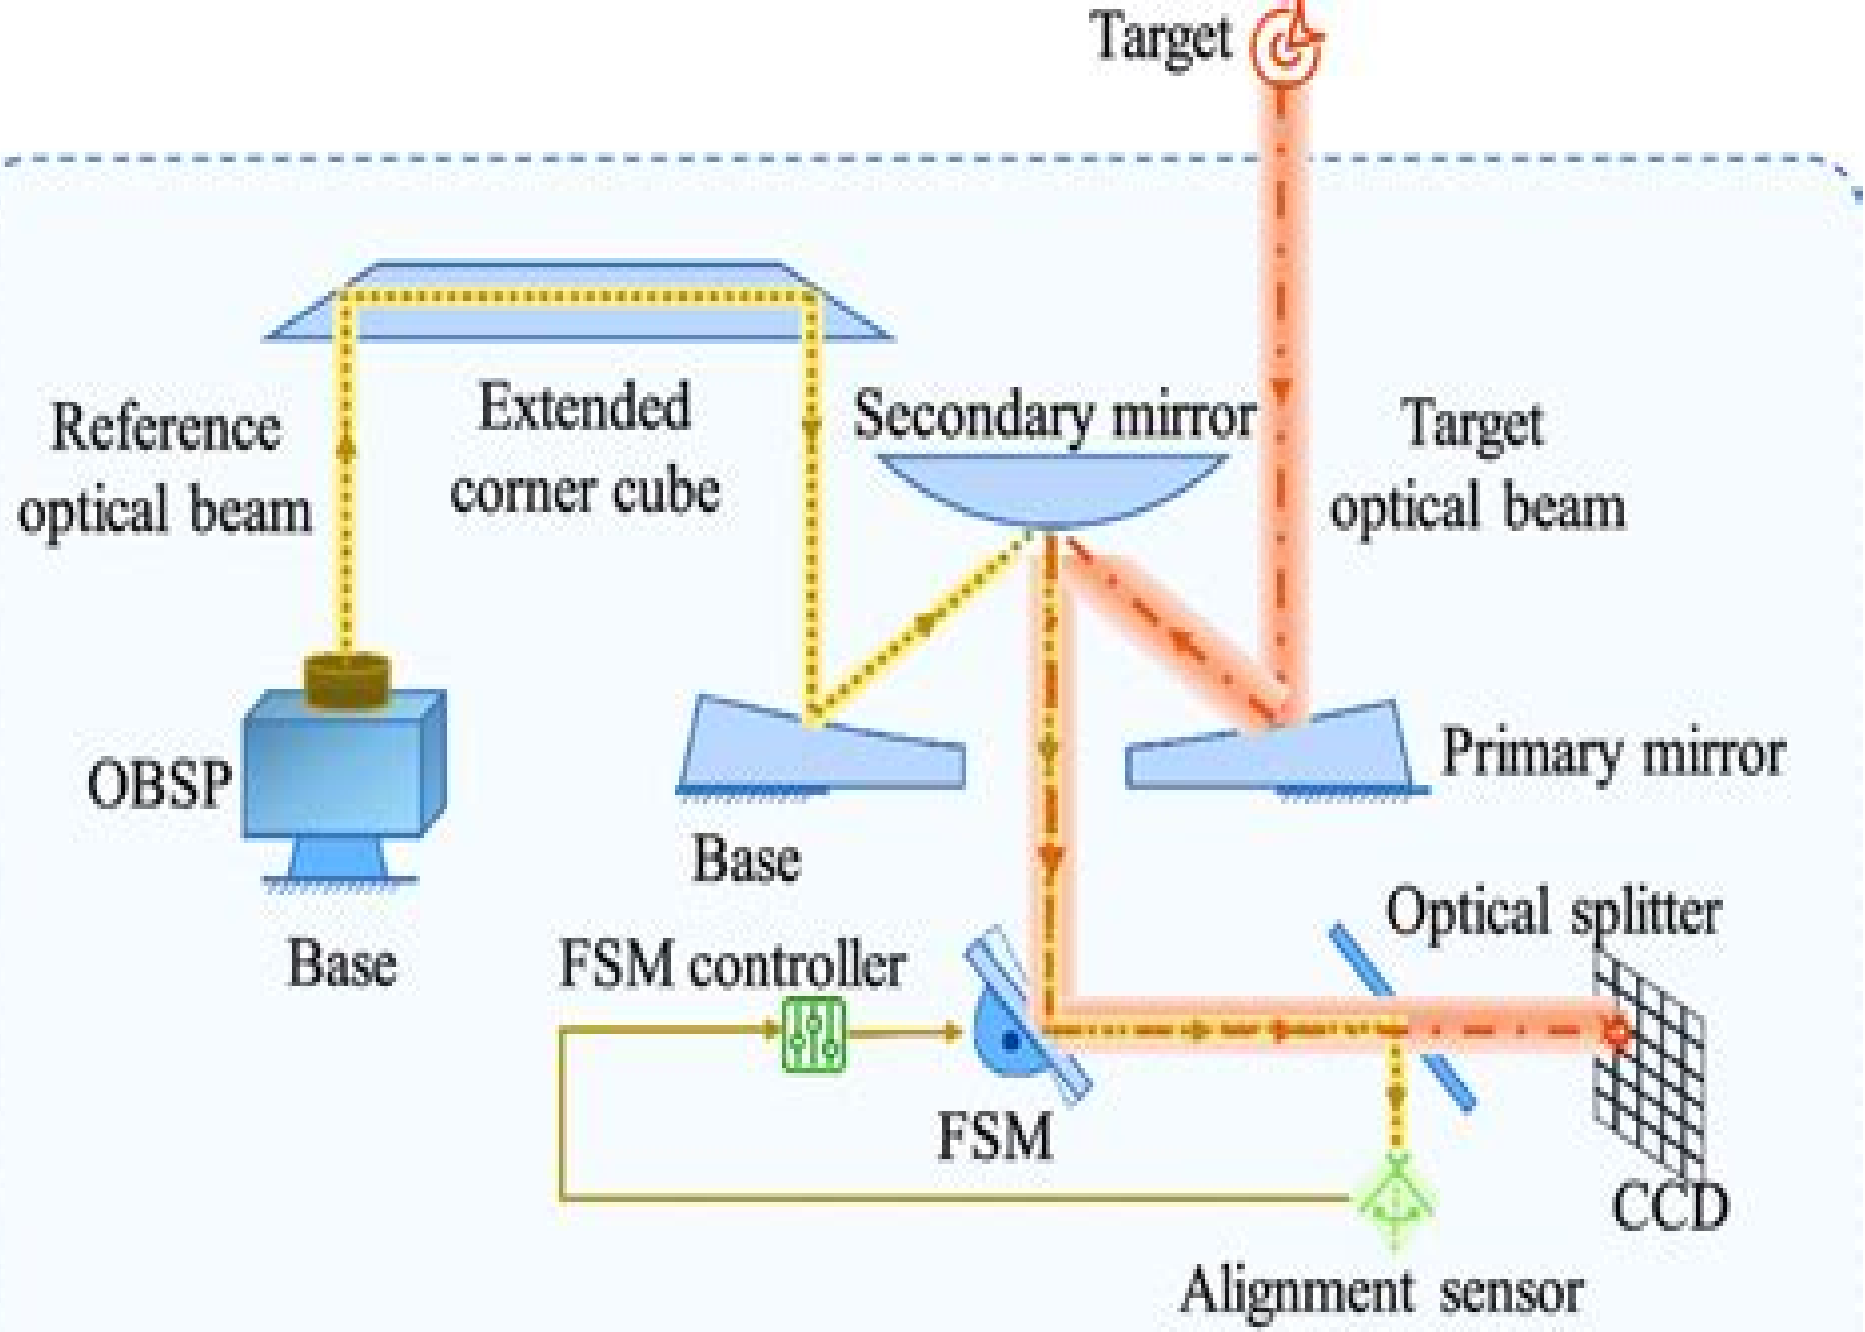 Target
Reference
optical beam
Extended
corner cube
Secondary mirror
Target
optical beam
OBSP
Primary mirror
Base
Base
FSM controller
Optical splitter
FSM
CCD
Alignment sensor